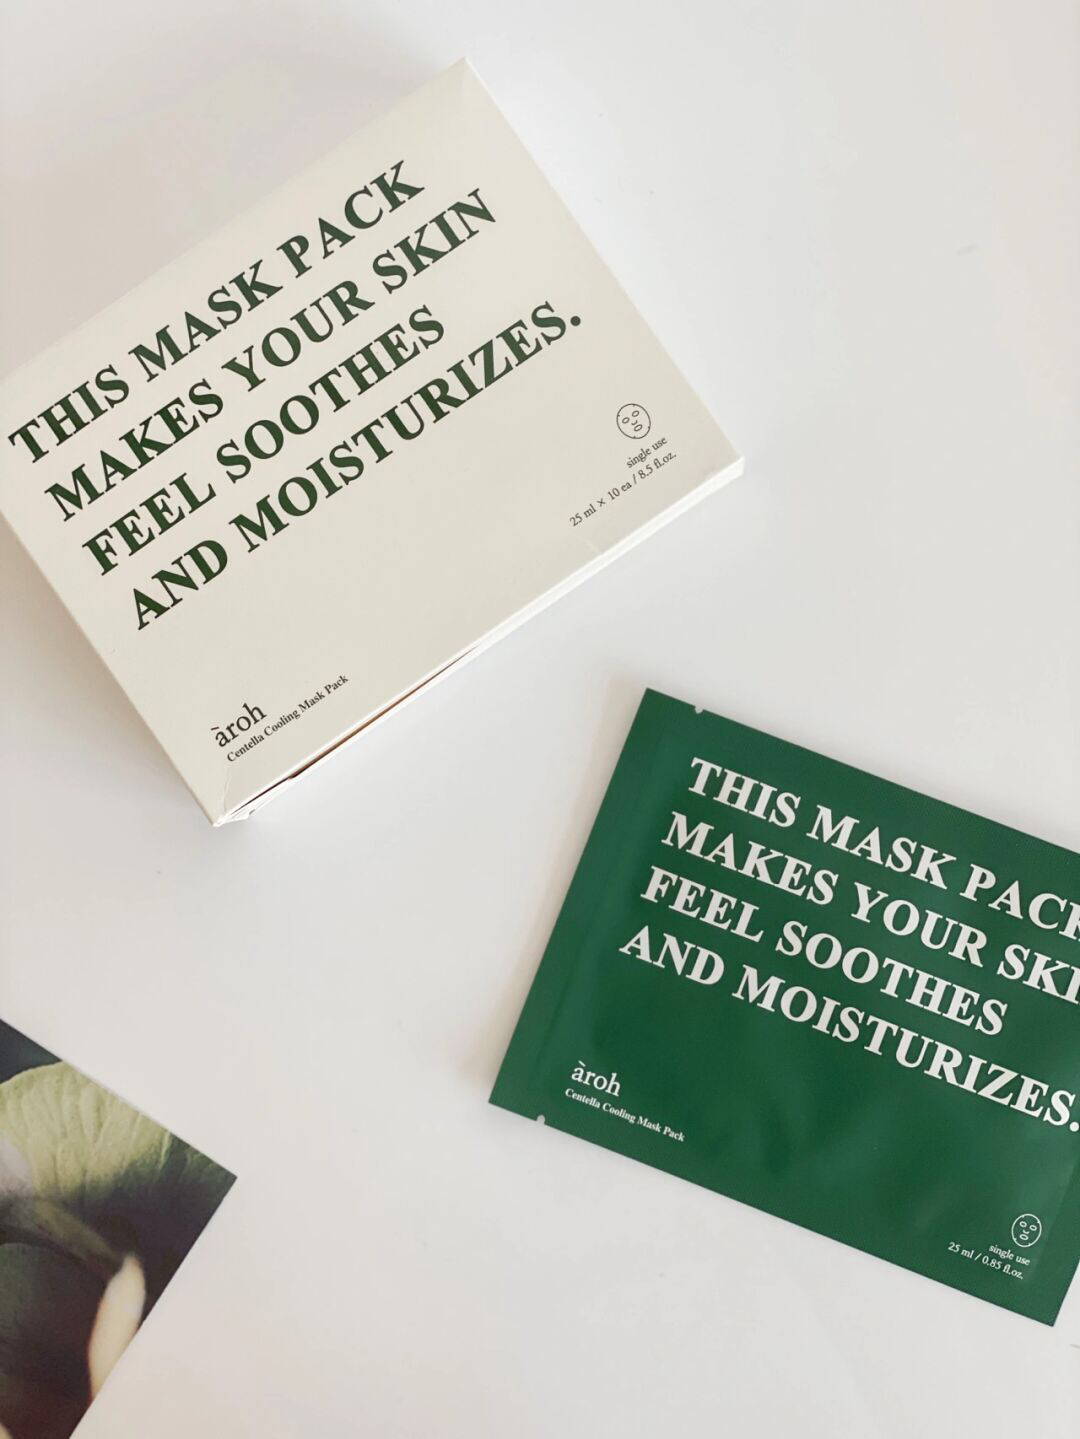 THIS MASK PACK
MAKES YOUR SKIN
FEEL SOOTHES
AND MOISTURIZES.
single use
25 ml × 10 ea / 8.5 fl.oz.
àroh
Centella Cooling Mask Pack
THIS MASK PACK
MAKES YOUR SKI
FEEL SOOTHES
AND MOISTURIZES.
àroh
Centella Cooling Mask Pack
single use
25 ml / 0.85 fl.oz.